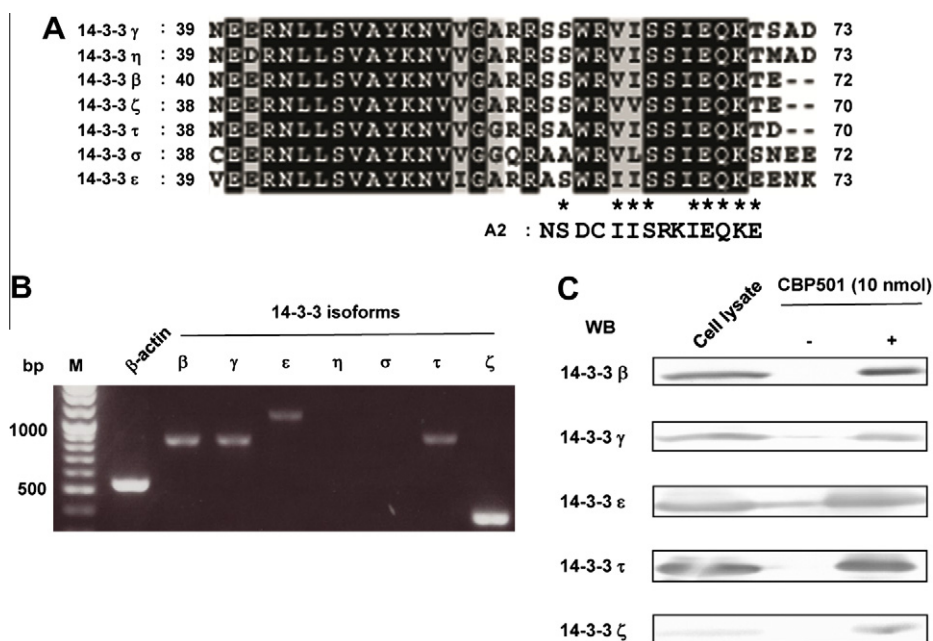 A
14-3-3 γ : 39 NEERNLLSVAYKNVVGARRSSWRVISSIEQKTSAD 73
14-3-3 η : 39 NEDRNLLSVAYKNVVGARRSSWRVISSIEQKTMAD 73
14-3-3 β : 40 NEERNLLSVAYKNVVGARRSSWRVISSIEQKTE-- 72
14-3-3 ζ : 38 NEERNLLSVAYKNVVGARRSSWRVVSSIEQKTE-- 70
14-3-3 τ : 38 NEERNLLSVAYKNVVGGRRSAWRVISSIEQKTD-- 70
14-3-3 σ : 38 CEERNLLSVAYKNVVGGQRAAWRVLSSIEQKSNEE 72
14-3-3 ε : 39 VEERNLLSVAYKNVIGARRASWRIISSIEQKEENK 73
* *** *****
A2 : NSDCIISRKIEQKE
B
14-3-3 isoforms
bp M β-actin β γ ε η σ τ ζ
1000
500
C
CBP501 (10 nmol)
WB Cell lysate - +
14-3-3 β
14-3-3 γ
14-3-3 ε
14-3-3 τ
14-3-3 ζ